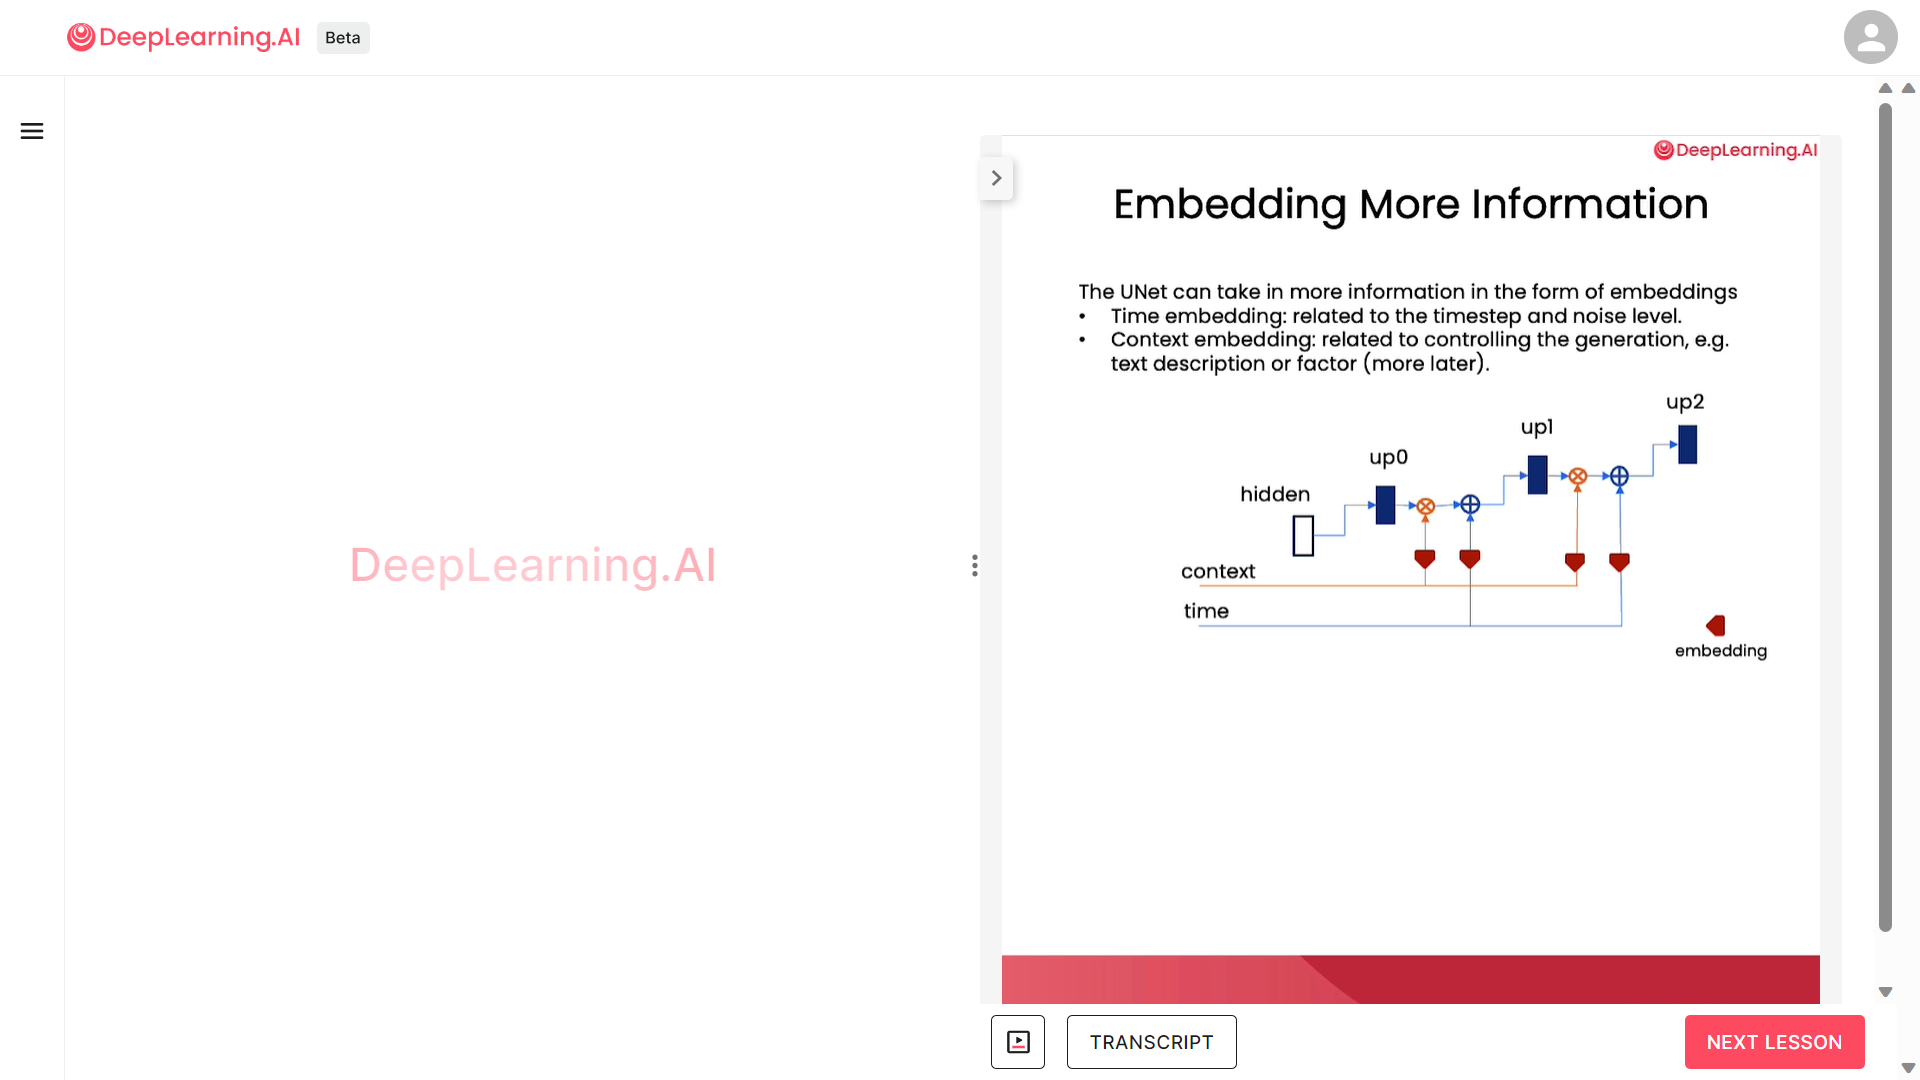 DeepLearning.AI Beta
DeepLearning.AI
Embedding More Information
The UNet can take in more information in the form of embeddings
• Time embedding: related to the timestep and noise level.
• Context embedding: related to controlling the generation, e.g.
text description or factor (more later).
up2
up1
up0
hidden
context
time
embedding
DeepLearning.AI
TRANSCRIPT
NEXT LESSON